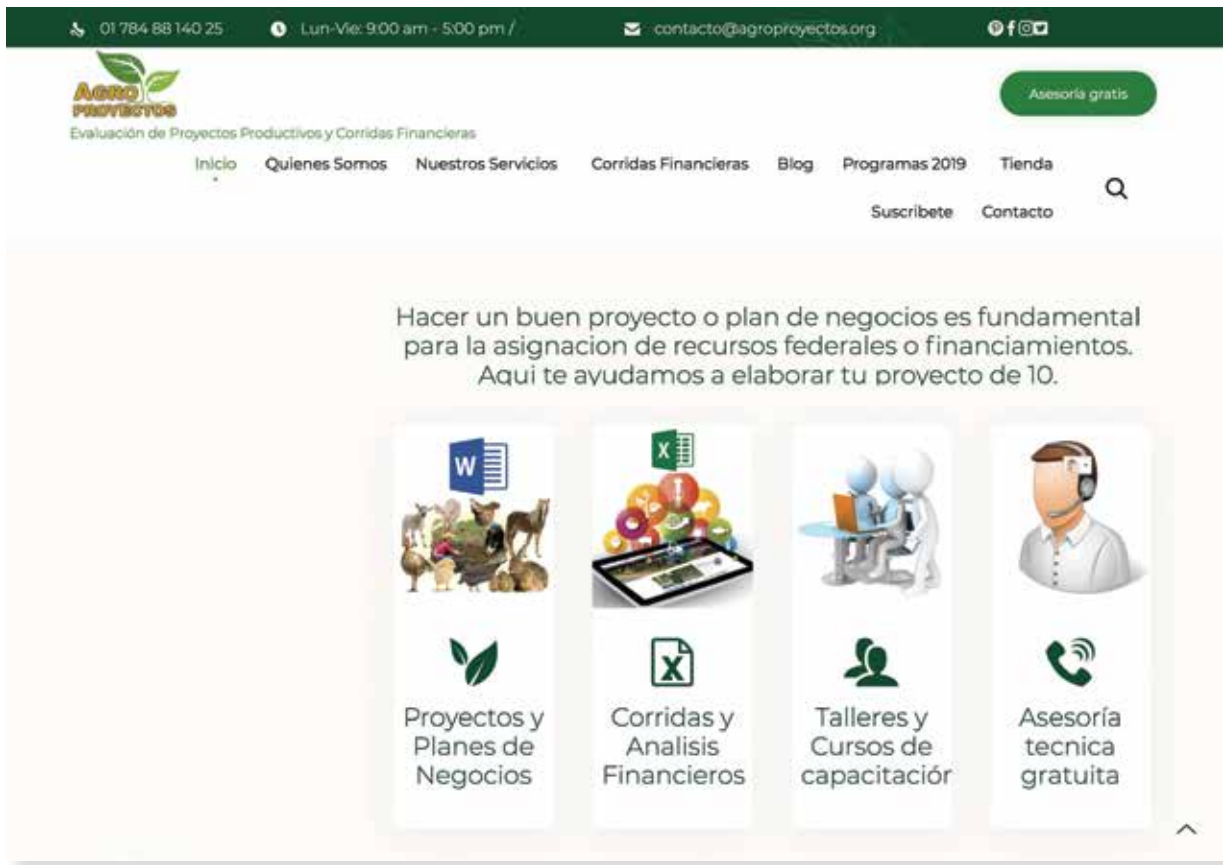 01 784 88 140 25
Lun-Vie: 9:00 am - 5:00 pm /
contacto@agroproyectos.org
AGRO
PROYECTOS
Asesoría gratis
Evaluación de Proyectos Productivos y Corridas Financieras
Inicio Quienes Somos Nuestros Servicios Corridas Financieras Blog Programas 2019 Tienda
Suscribete Contacto
Hacer un buen proyecto o plan de negocios es fundamental
para la asignacion de recursos federales o financiamientos.
Aqui te ayudamos a elaborar tu proyecto de 10.
W
X
X
Proyectos y
Planes de
Negocios
Corridas y
Analisis
Financieros
Talleres y
Cursos de
capacitación
Asesoría
tecnica
gratuita